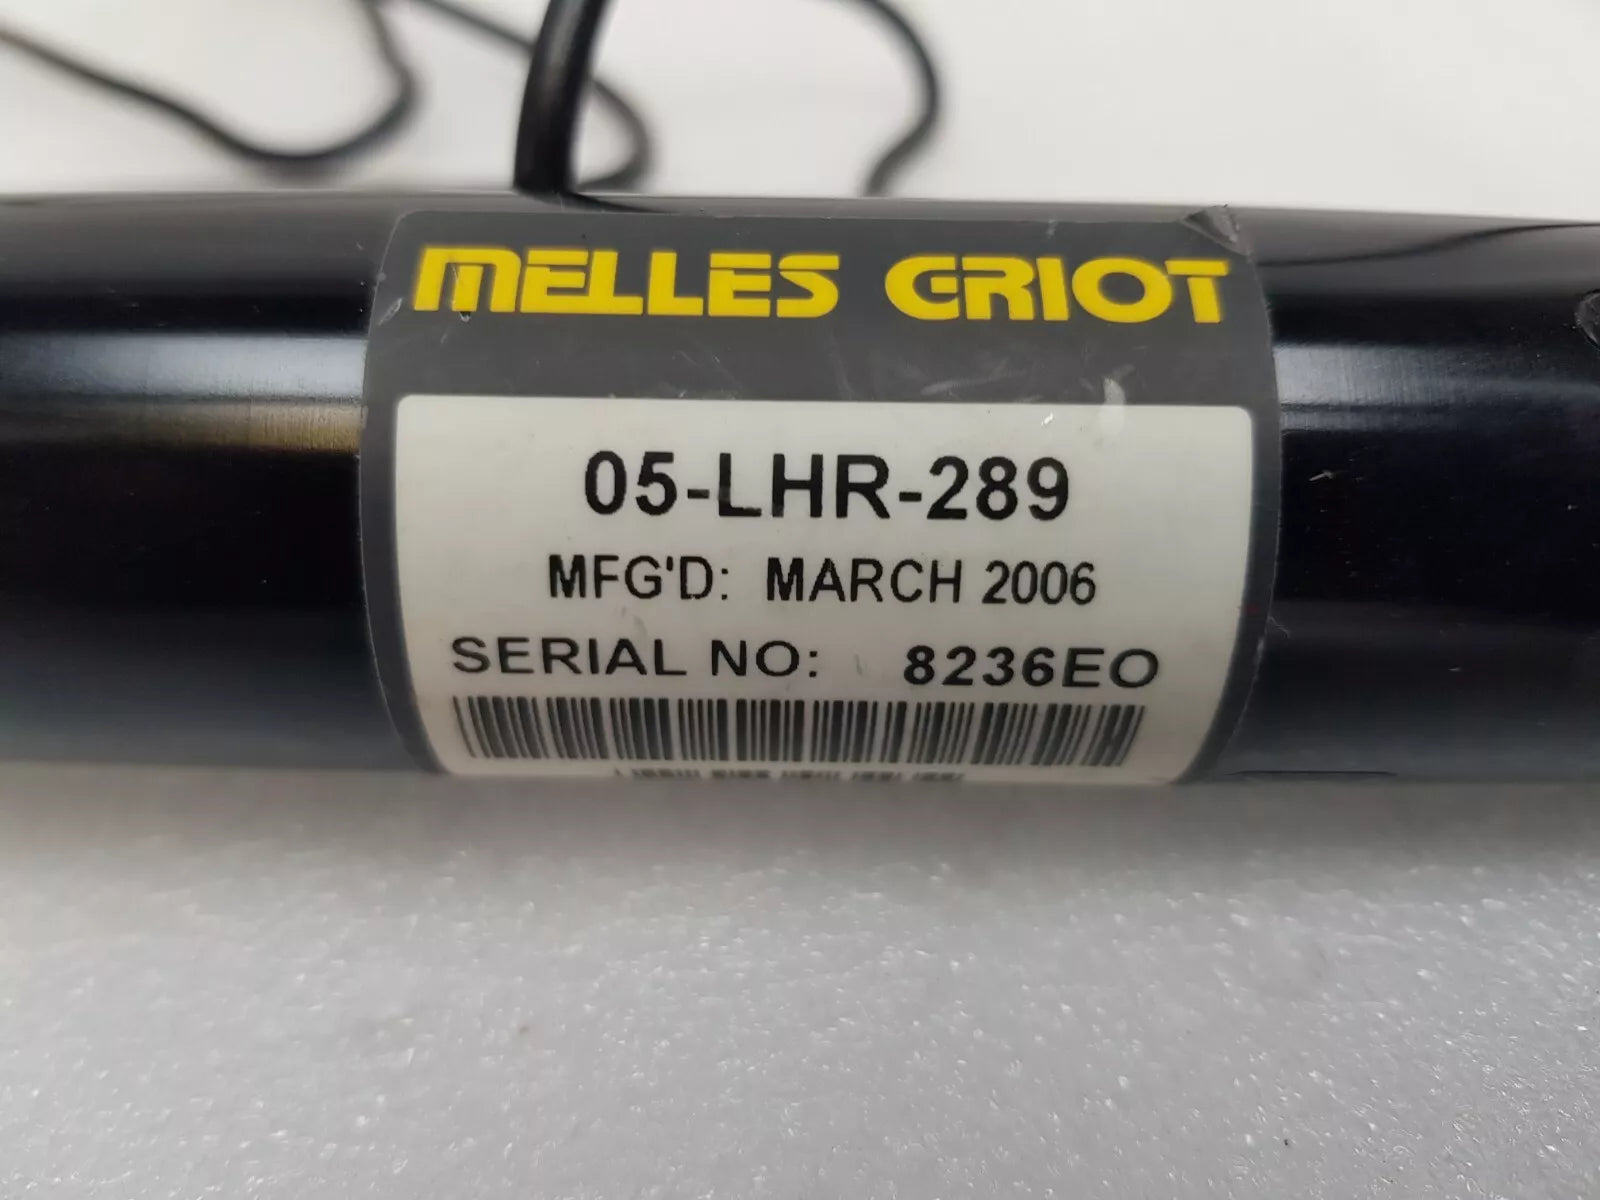 MELLES GRIOT
05-LHR-289
MFG'D: MARCH 2006
SERIAL NO: 8236EO